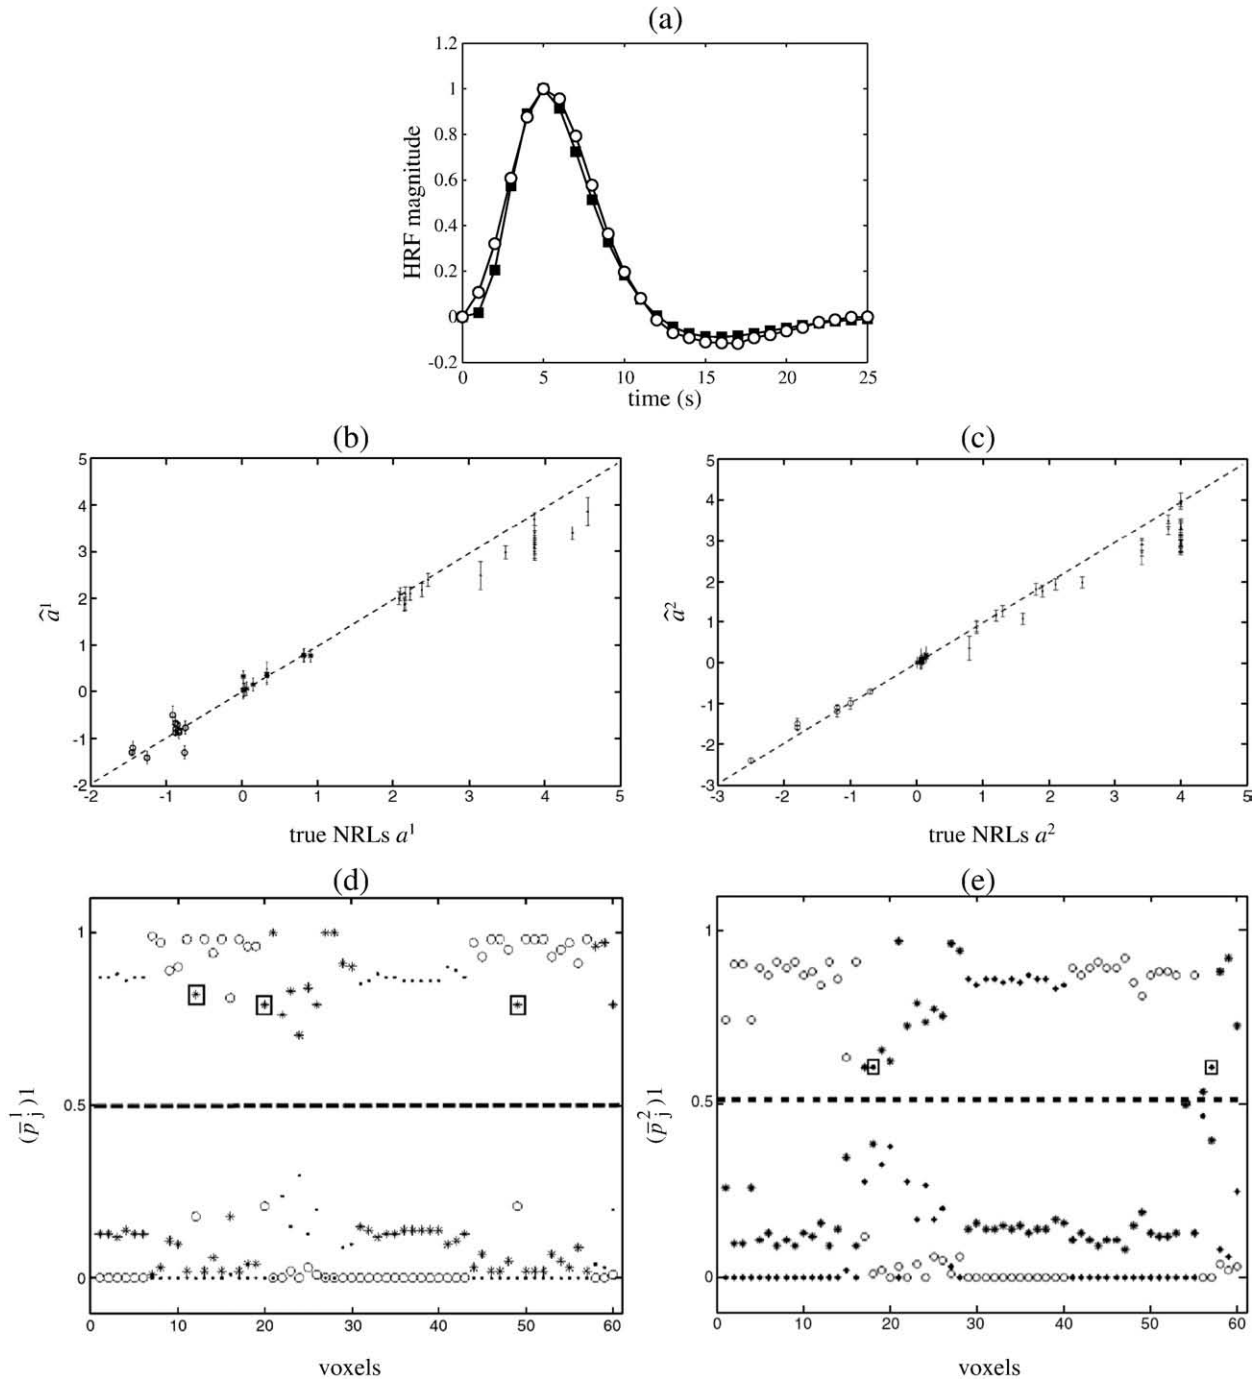 (a)
1.2
1
0.8
0.6
0.4
0.2
0
-0.2
HRF magnitude
0 5 10 15 20 25
time (s)
(b)
5
4
3
2
1
0
-1
-2
â¹
-2 -1 0 1 2 3 4 5
true NRLs a¹
(c)
5
4
3
2
1
0
-1
-2
-3
â²
-3 -2 -1 0 1 2 3 4 5
true NRLs a²
(d)
1
0.5
0
(p̅¹j)1
0 10 20 30 40 50 60
voxels
(e)
1
0.5
0
(p̅²j)1
0 10 20 30 40 50 60
voxels